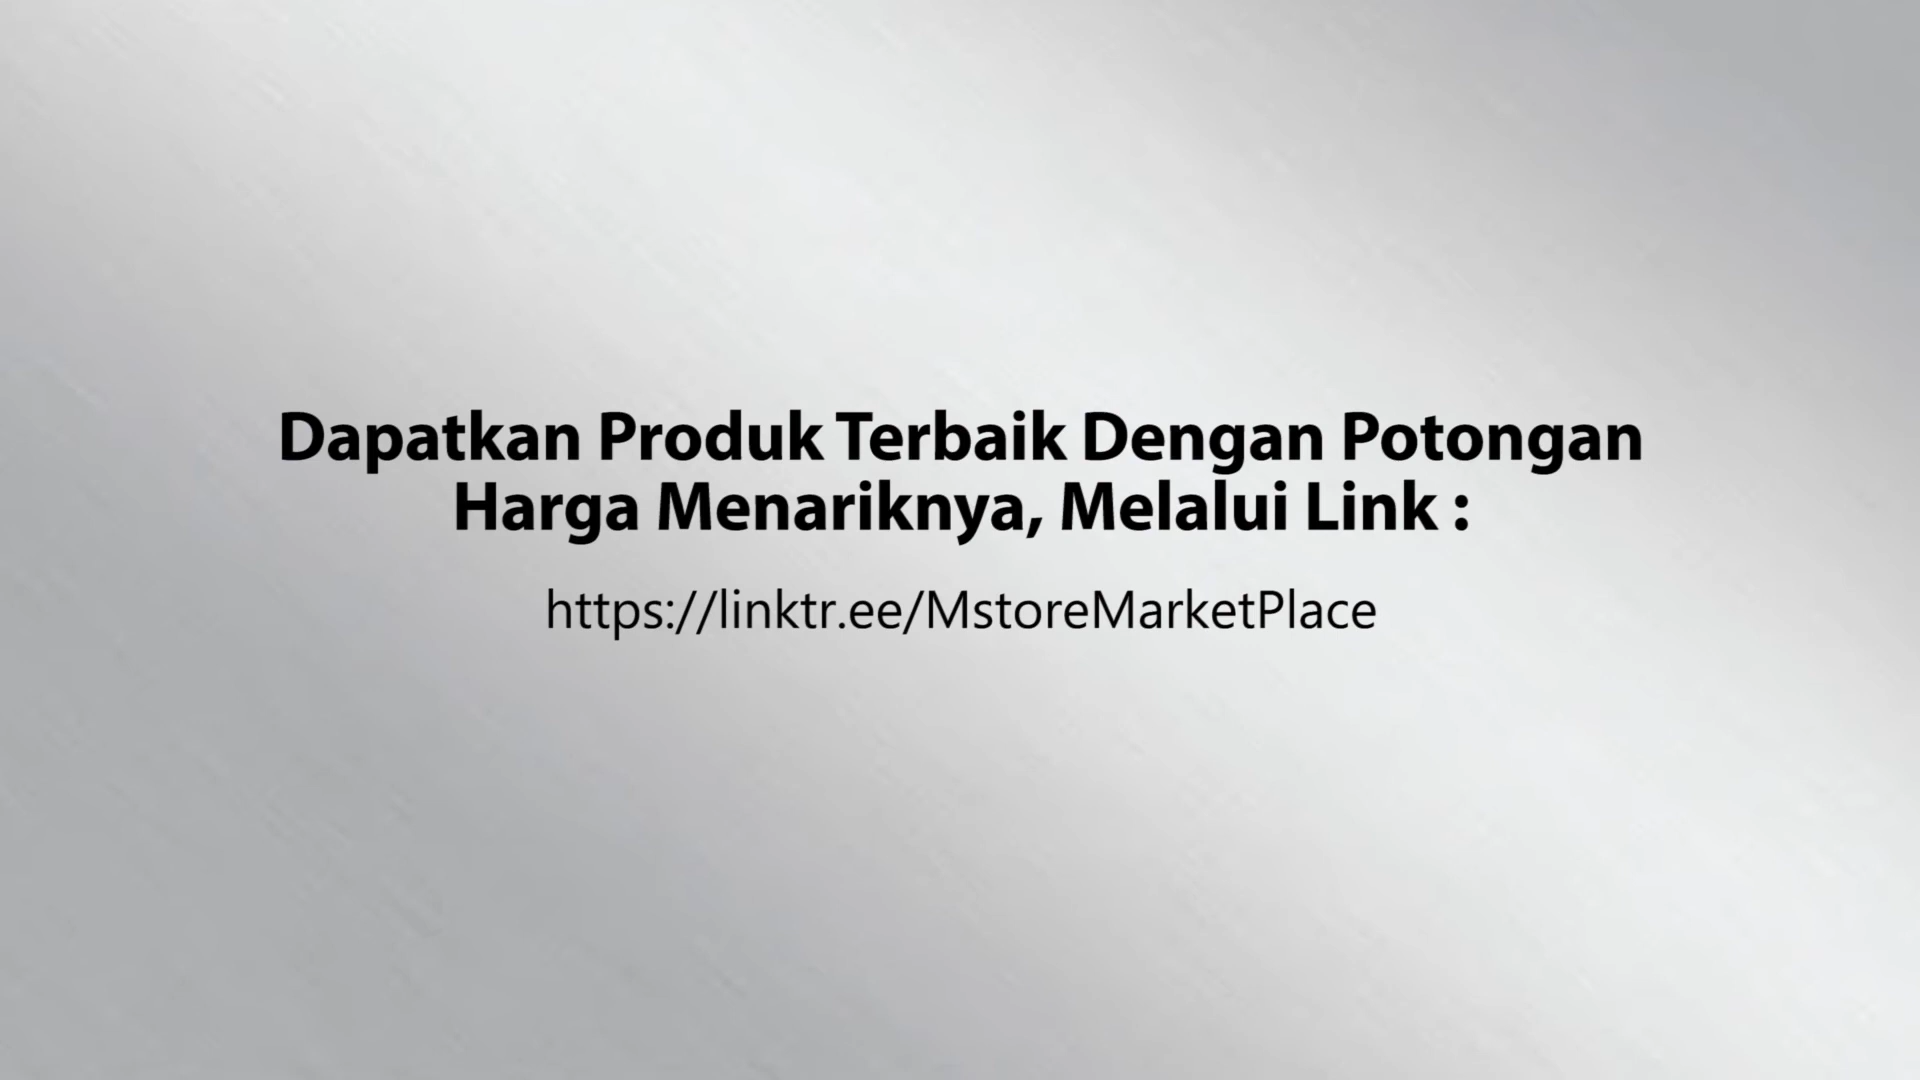 Dapatkan Produk Terbaik Dengan Potongan
Harga Menariknya, Melalui Link :
https://linktr.ee/MstoreMarketPlace